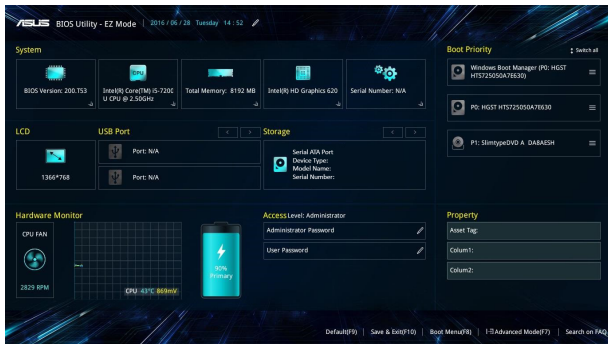 ASUS BIOS Utility - EZ Mode 2016 / 06 / 28 Tuesday 14 : 52
System
BIOS Version: 200.T53
CPU
Intel(R) Core(TM) i5-7200
U CPU @ 2.50GHz
Total Memory: 8192 MB
Intel(R) HD Graphics 620
Serial Number: N/A
Boot Priority
Switch all
Windows Boot Manager (P0: HGST
HTS725050A7E630)
P0: HGST HTS725050A7E630
P1: SlimtypeDVD A DA8AESH
LCD
1366*768
USB Port
Port: N/A
Port: N/A
Storage
Serial ATA Port
Device Type:
Model Name:
Serial Number:
Hardware Monitor
CPU FAN
2829 RPM
CPU 43°C 869mV
90%
Primary
Access Level: Administrator
Administrator Password
User Password
Property
Asset Tag:
Colum1:
Colum2:
Default(F9) Save & Exit(F10) Boot Menu(F8) Advanced Mode(F7) Search on FAQ